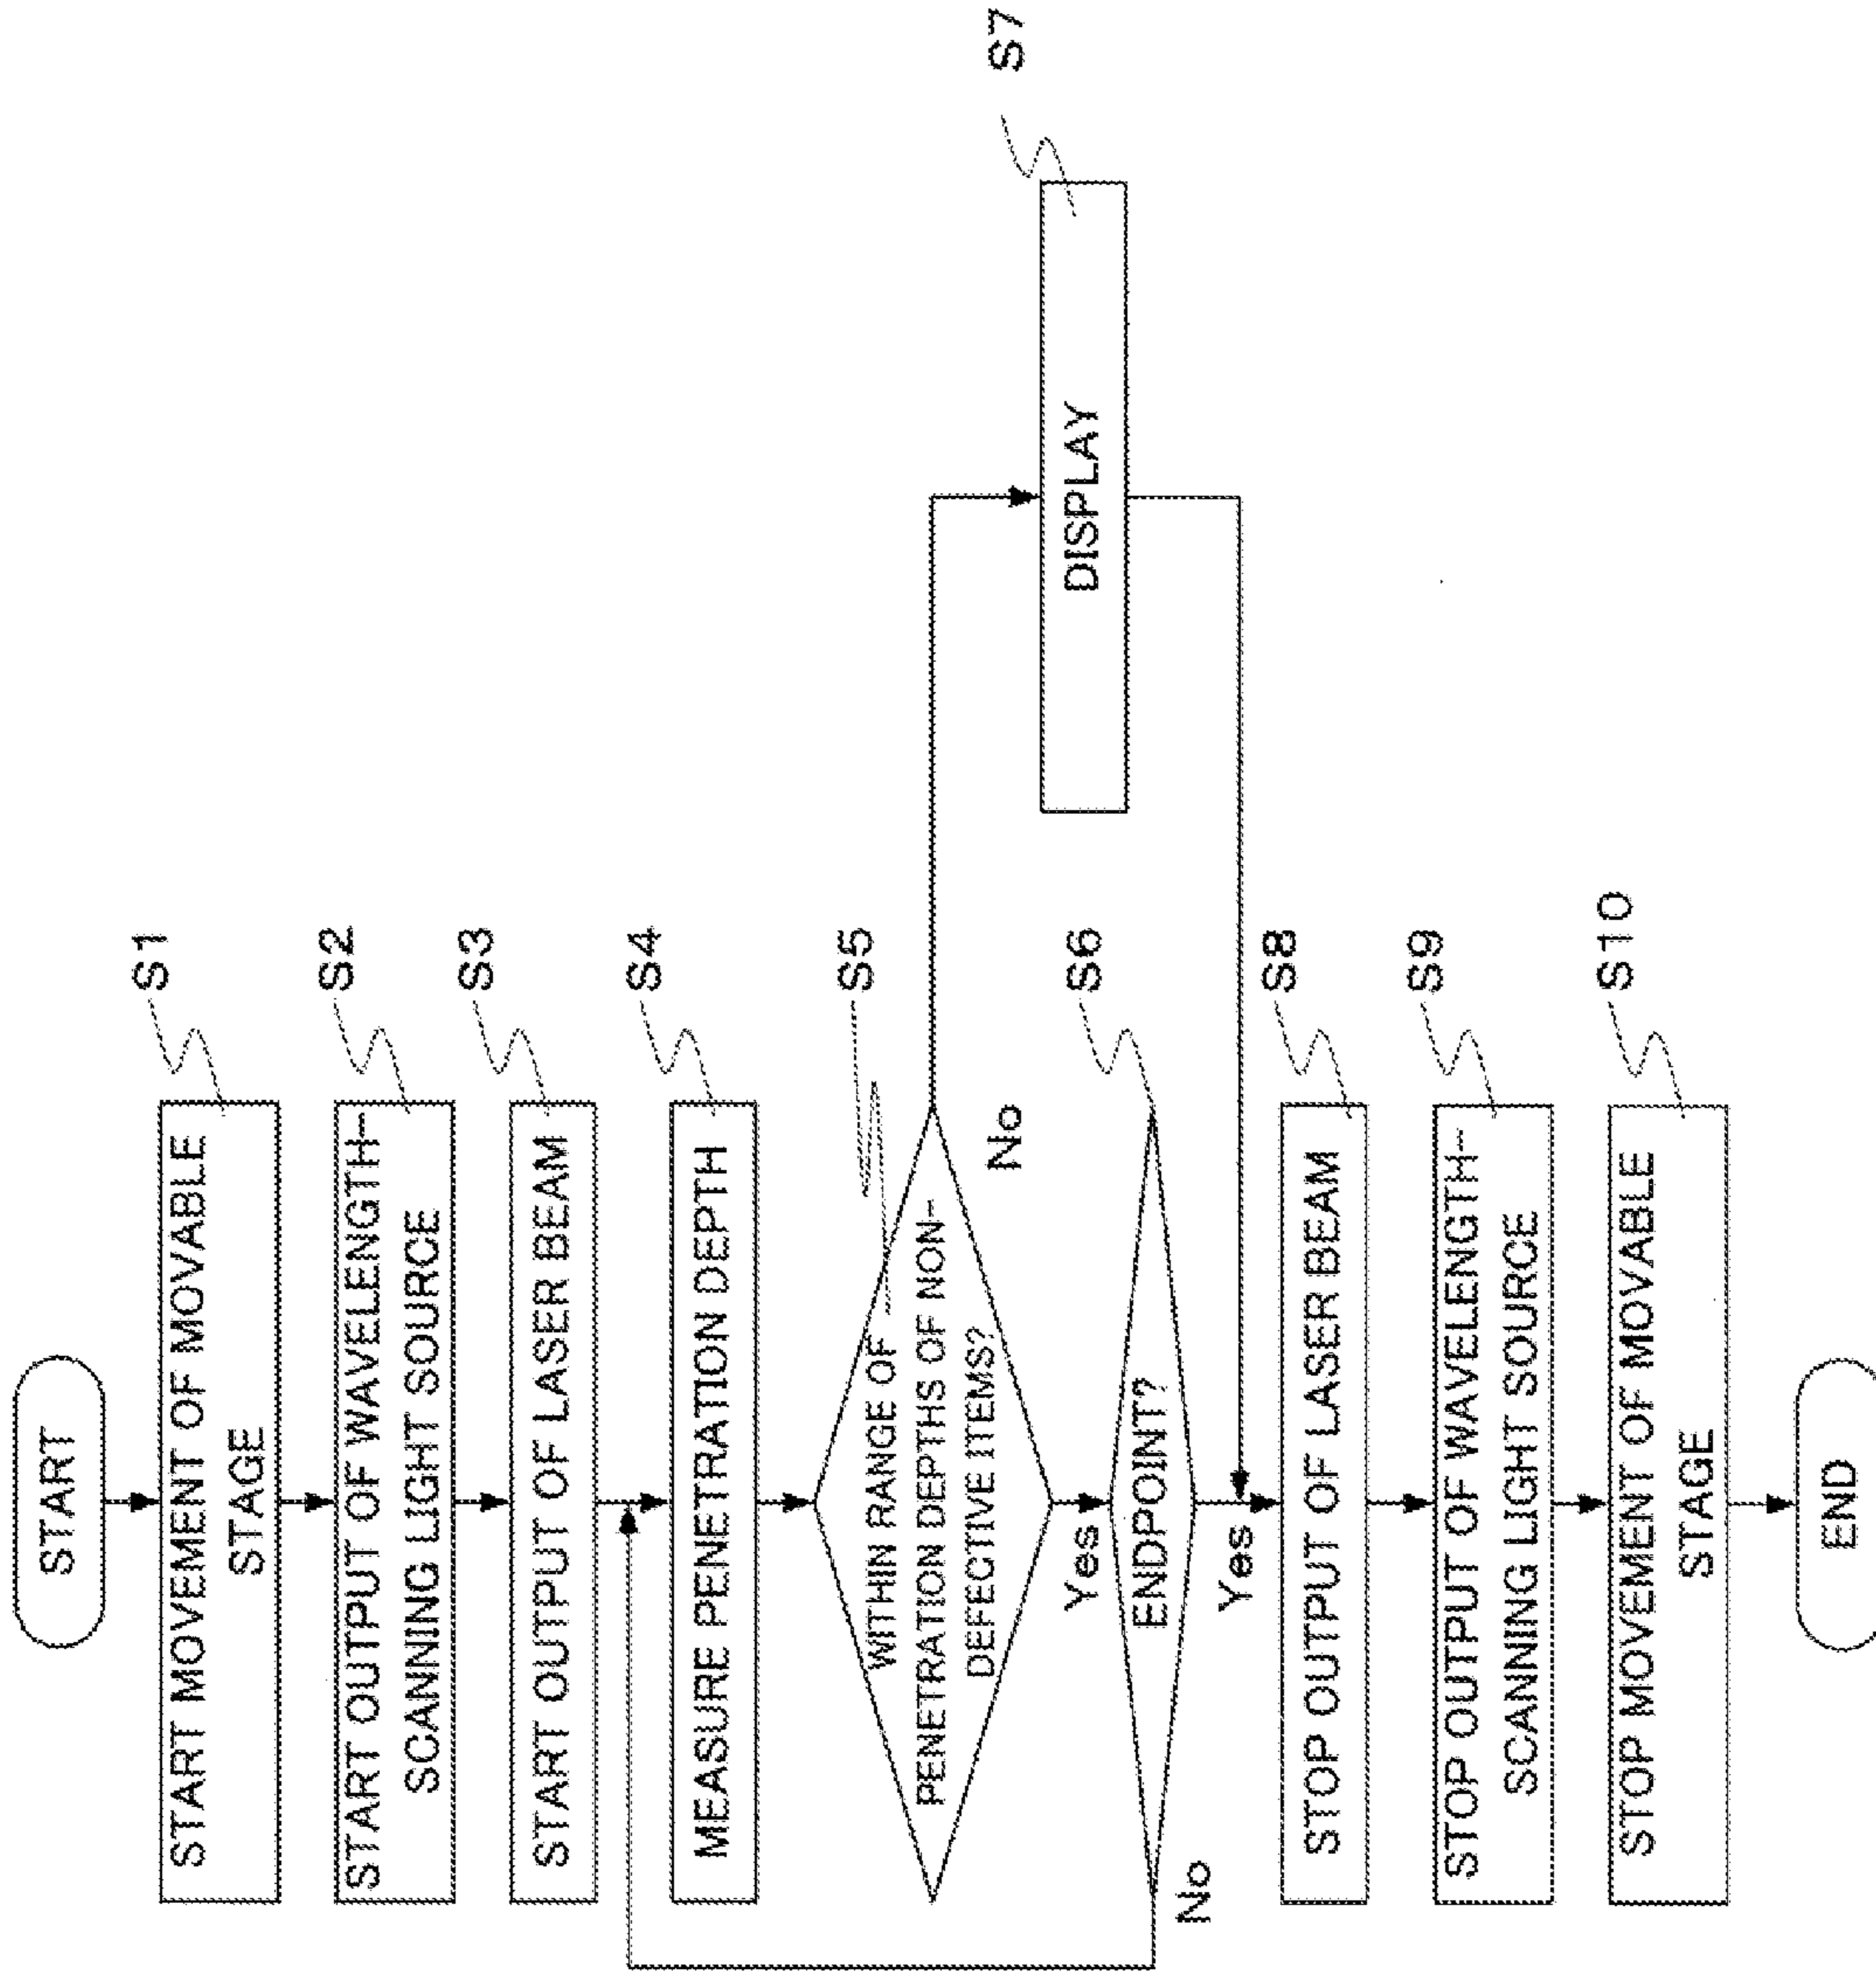 START
START MOVEMENT OF MOVABLE
STAGE
S1
START OUTPUT OF WAVELENGTH-
SCANNING LIGHT SOURCE
S2
START OUTPUT OF LASER BEAM
S3
MEASURE PENETRATION DEPTH
S4
WITHIN RANGE OF
PENETRATION DEPTHS OF NON-
DEFECTIVE ITEMS?
S5
No
Yes
ENDPOINT?
S6
No
Yes
DISPLAY
S7
STOP OUTPUT OF LASER BEAM
S8
STOP OUTPUT OF WAVELENGTH-
SCANNING LIGHT SOURCE
S9
STOP MOVEMENT OF MOVABLE
STAGE
S10
END